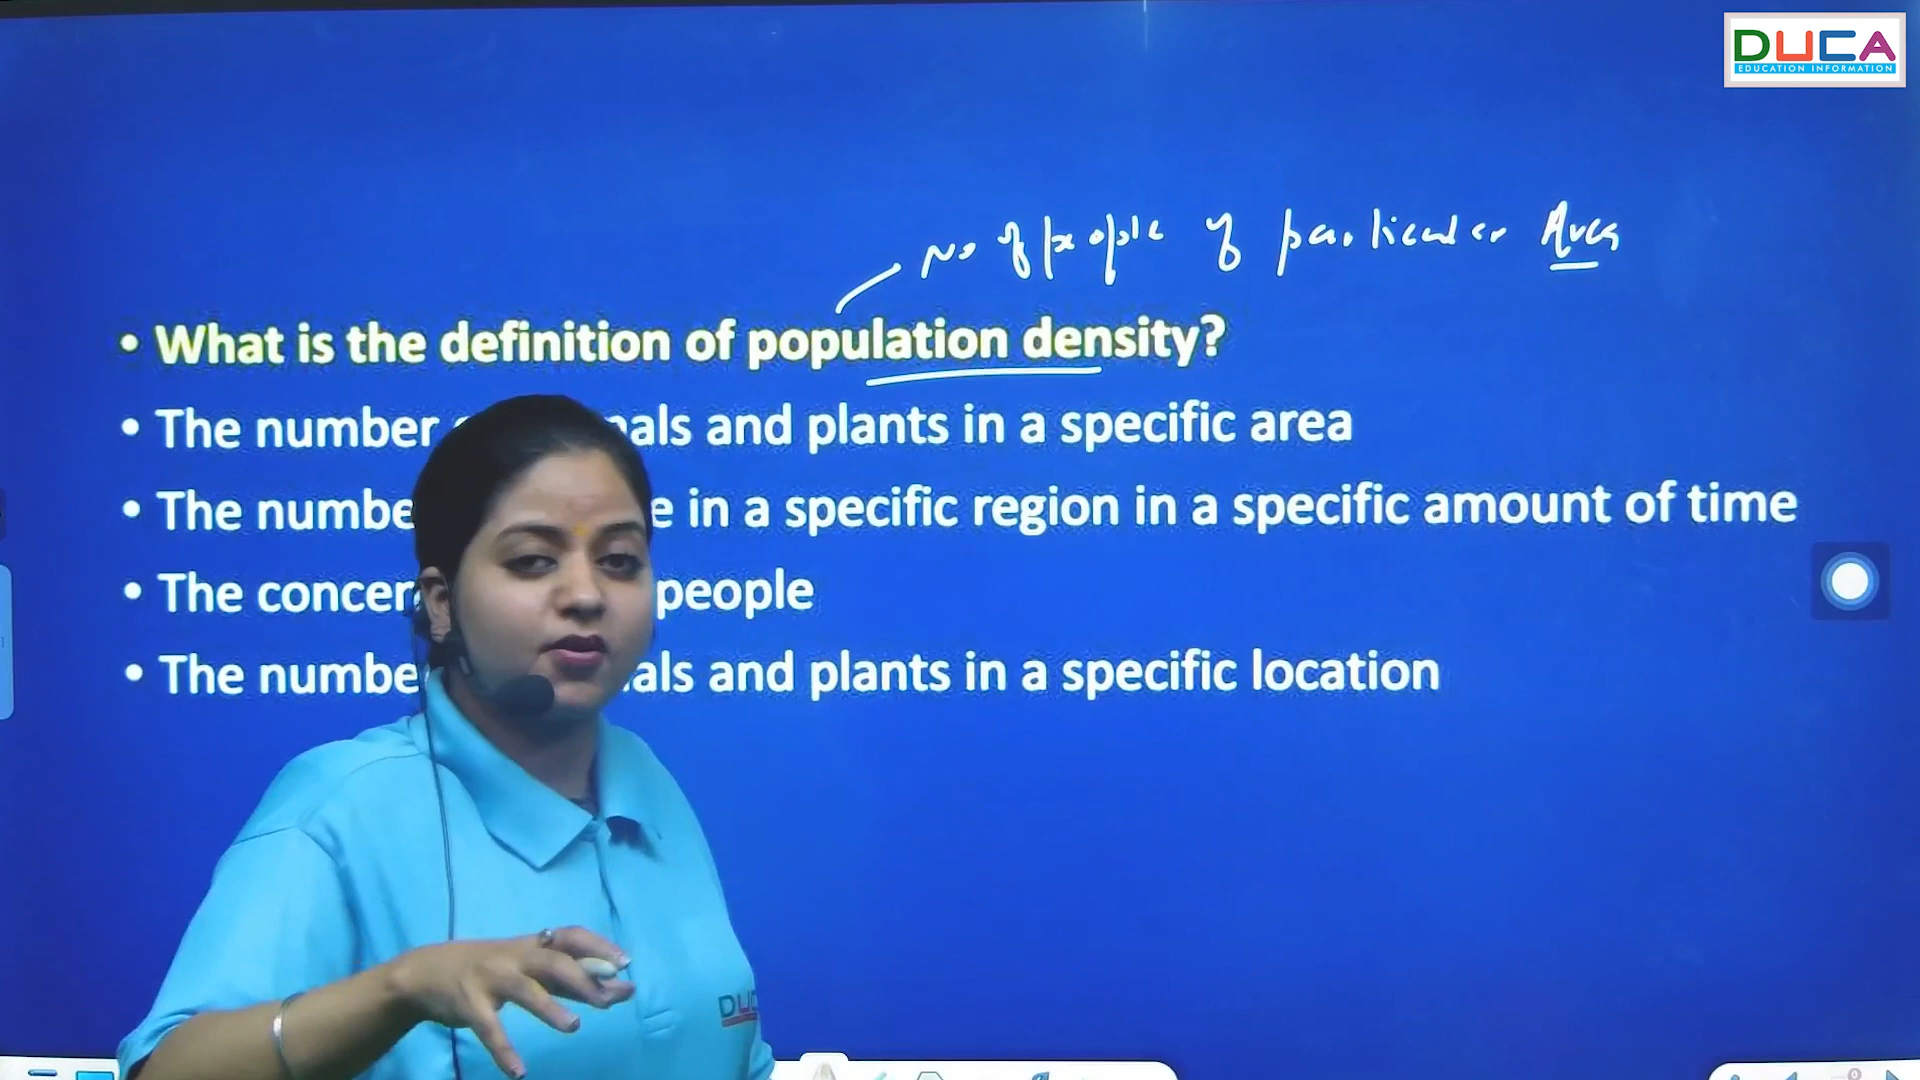 DUCA
EDUCATION INFORMATION
No of people of particular Area
• What is the definition of population density?
• The number als and plants in a specific area
• The numbe e in a specific region in a specific amount of time
• The concen people
• The numbe als and plants in a specific location
DUC